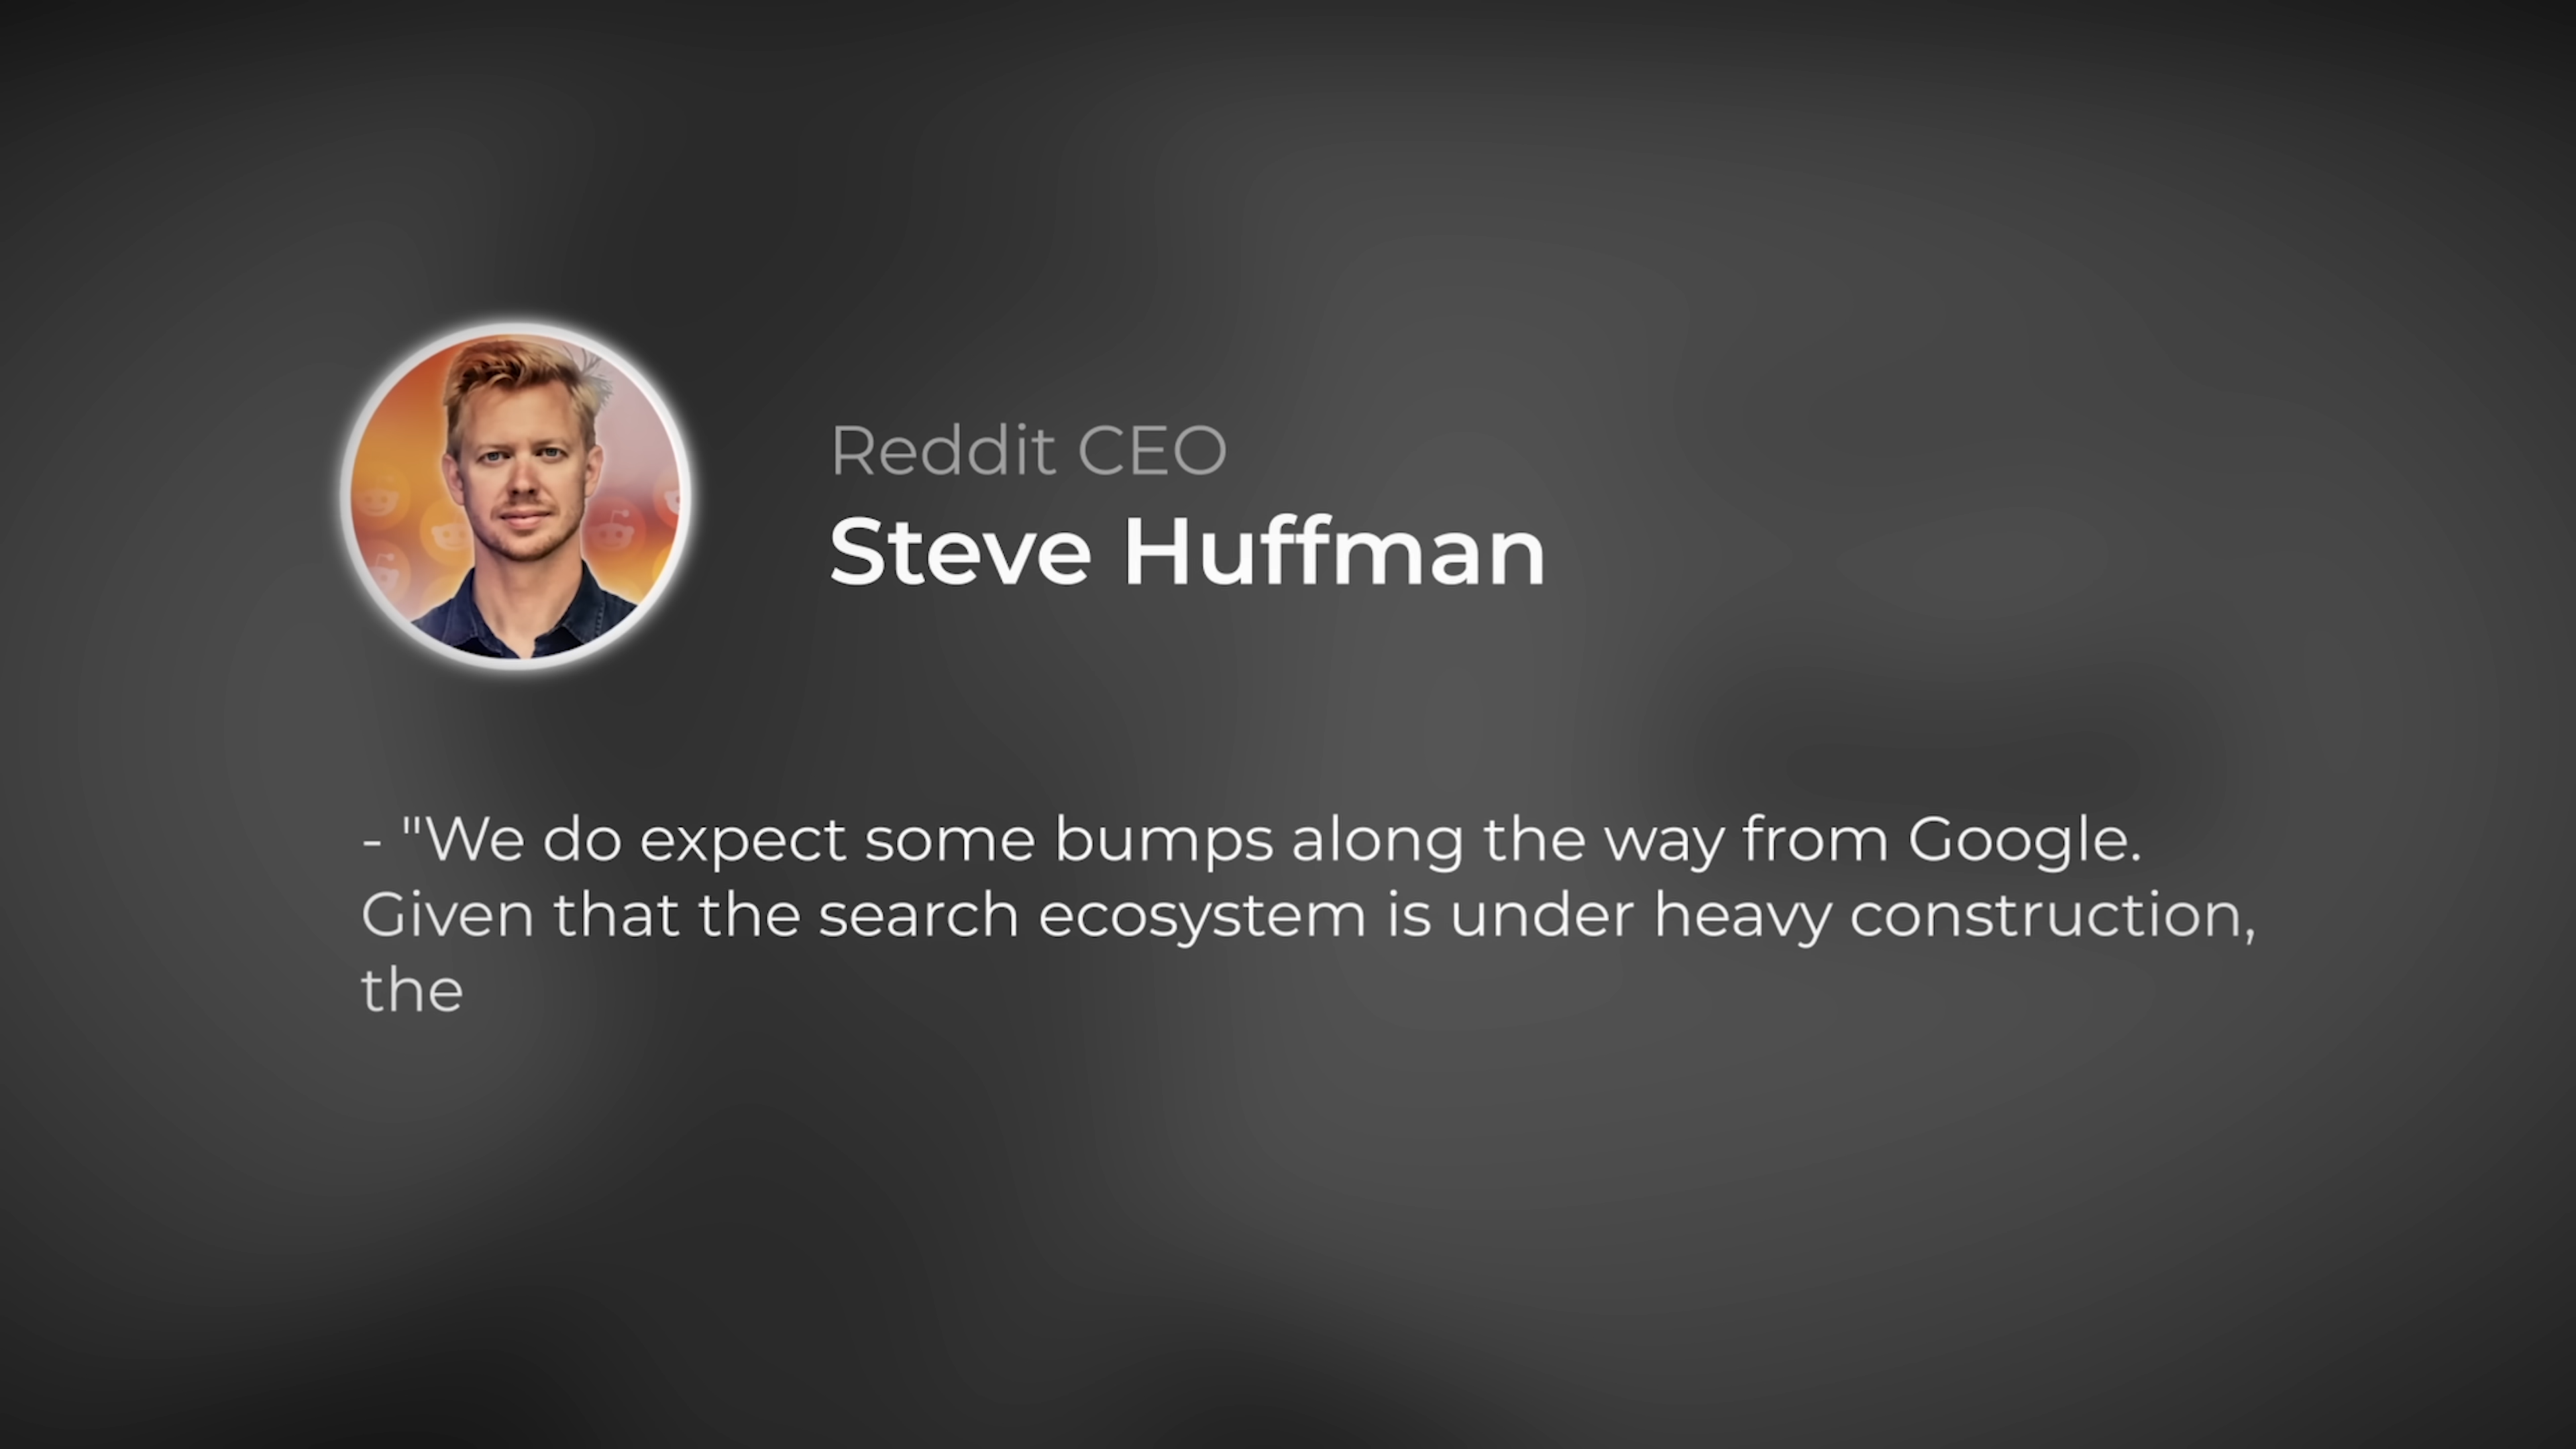 Reddit CEO
Steve Huffman
- "We do expect some bumps along the way from Google.
Given that the search ecosystem is under heavy construction,
the